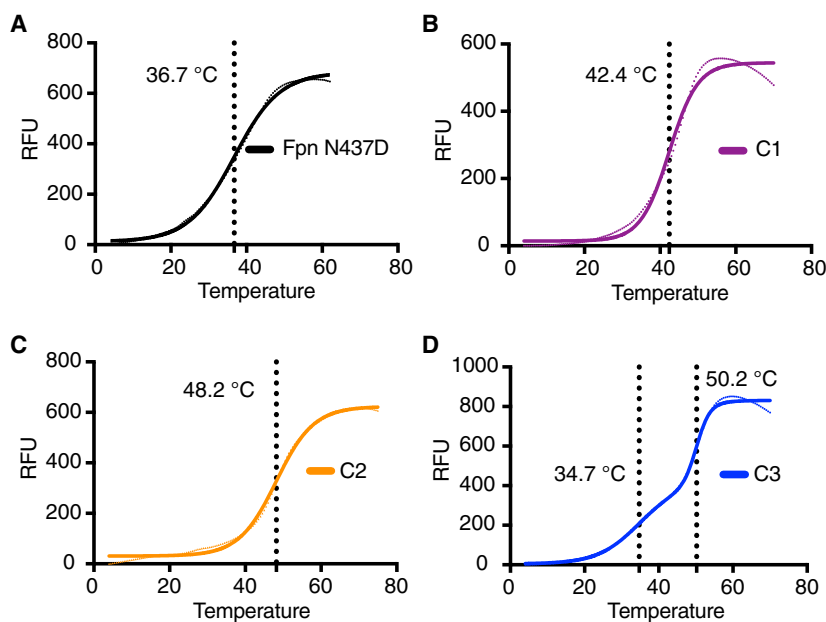 A
800
600
400
200
0
RFU
36.7 °C
Fpn N437D
0 20 40 60 80
Temperature
B
600
400
200
0
RFU
42.4 °C
C1
0 20 40 60 80
Temperature
C
800
600
400
200
0
RFU
48.2 °C
C2
0 20 40 60 80
Temperature
D
1000
800
600
400
200
0
RFU
50.2 °C
34.7 °C
C3
0 20 40 60 80
Temperature